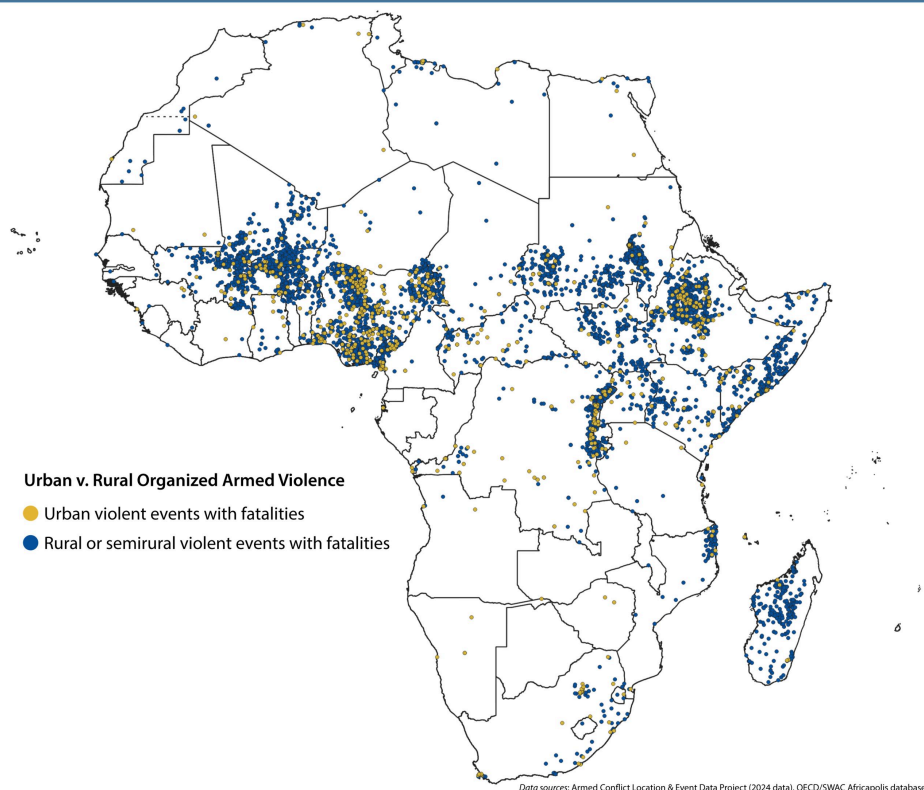 Urban v. Rural Organized Armed Violence
Urban violent events with fatalities
Rural or semirural violent events with fatalities
Data sources: Armed Conflict Location & Event Data Project (2024 data), OECD/SWAC Africapolis